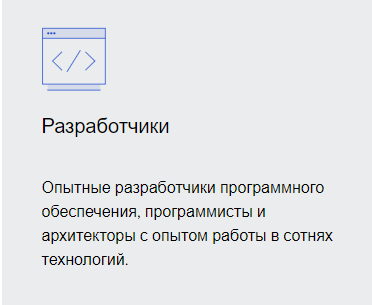 Разработчики
Опытные разработчики программного
обеспечения, программисты и
архитекторы с опытом работы в сотнях
технологий.